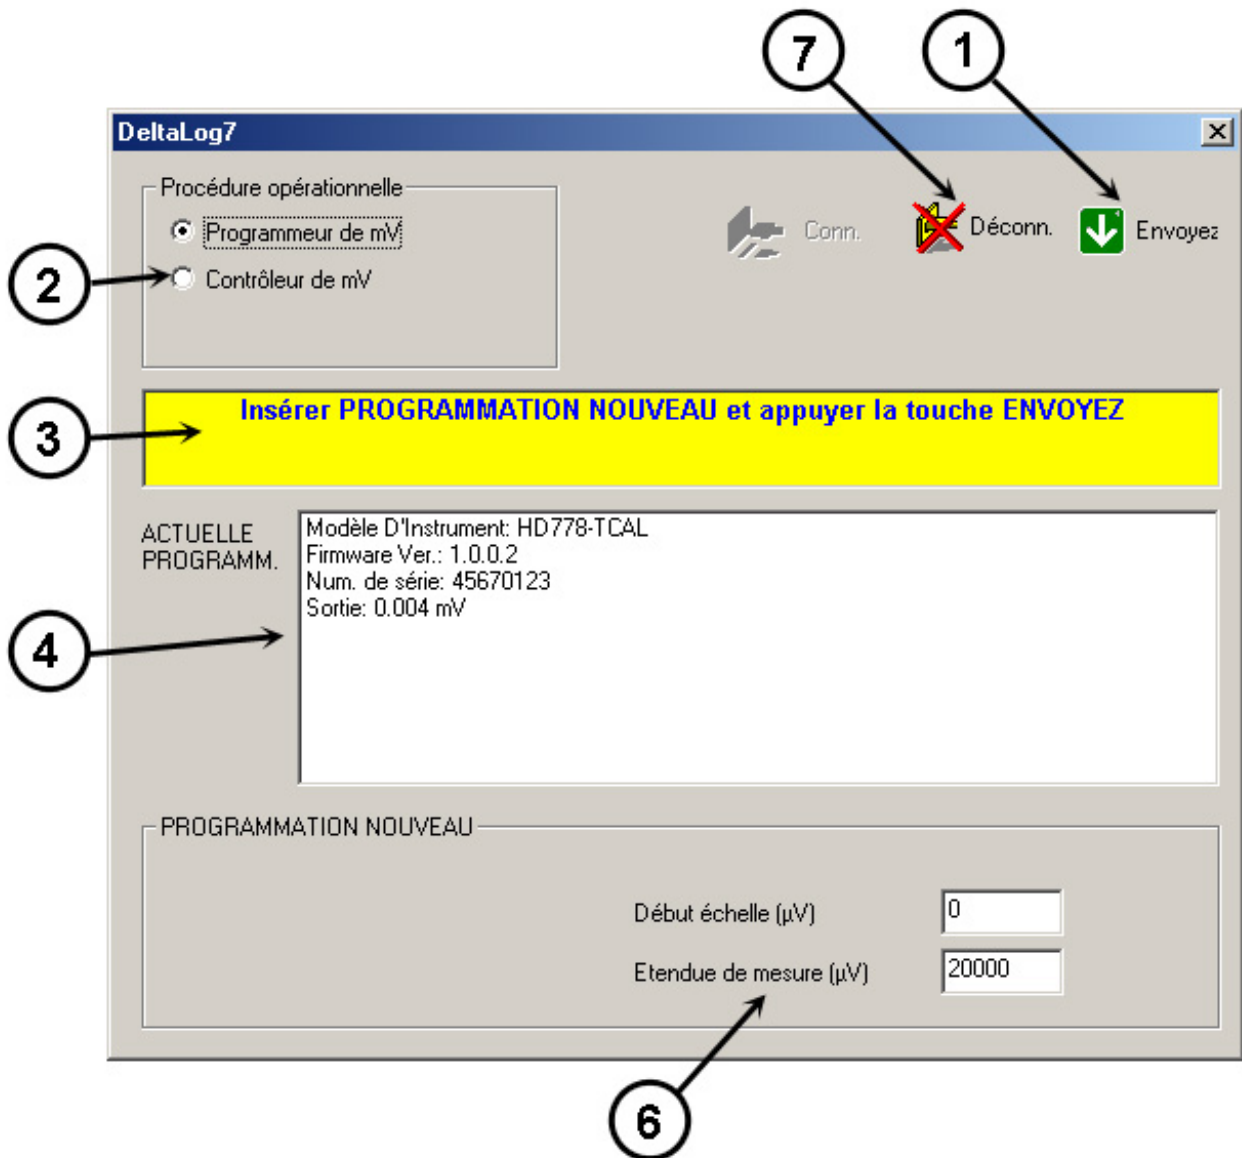 7
1
DeltaLog7
Procédure opérationnelle
Programmeur de mV
Contrôleur de mV
Conn.
Déconn.
Envoyez
2
Insérer PROGRAMMATION NOUVEAU et appuyer la touche ENVOYEZ
3
ACTUELLE
PROGRAMM.
Modèle D'Instrument: HD778-TCAL
Firmware Ver.: 1.0.0.2
Num. de série: 45670123
Sortie: 0.004 mV
4
PROGRAMMATION NOUVEAU
Début échelle (µV)
0
Etendue de mesure (µV)
20000
6